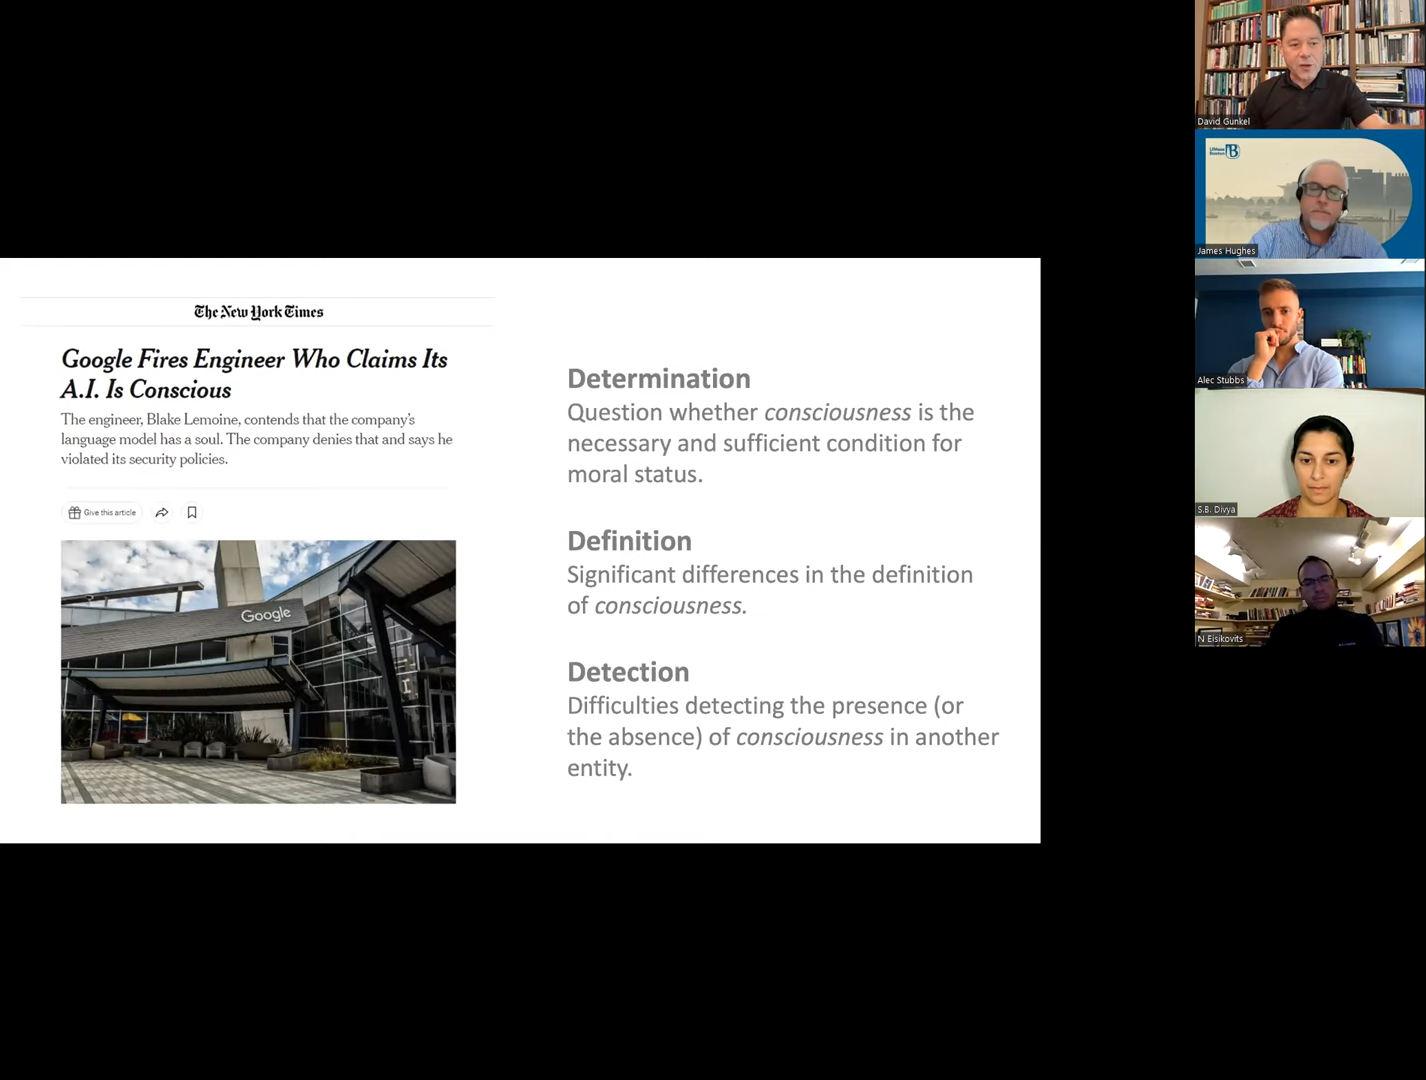 The New York Times
Google Fires Engineer Who Claims Its
A.I. Is Conscious
The engineer, Blake Lemoine, contends that the company's
language model has a soul. The company denies that and says he
violated its security policies.
Give this article
Google
Determination
Question whether consciousness is the
necessary and sufficient condition for
moral status.
Definition
Significant differences in the definition
of consciousness.
Detection
Difficulties detecting the presence (or
the absence) of consciousness in another
entity.
David Gunkel
UMass
Boston
B
James Hughes
Alec Stubbs
S.B. Divya
N Eisikovits